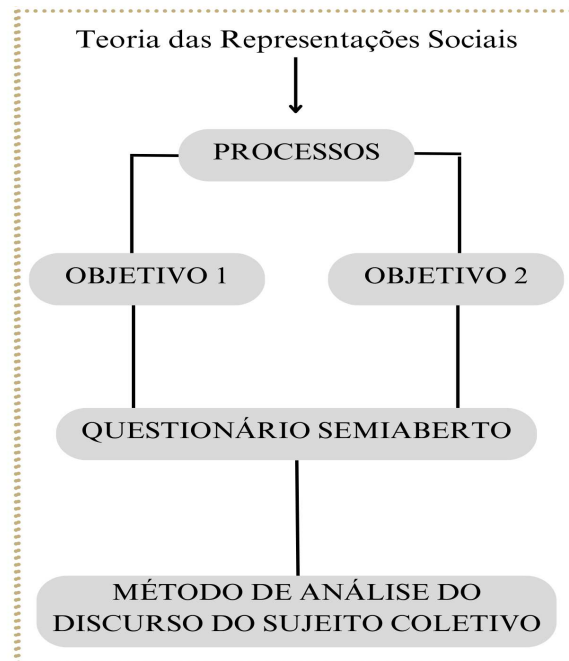 Teoria das Representações Sociais
PROCESSOS
OBJETIVO 1
OBJETIVO 2
QUESTIONÁRIO SEMIABERTO
MÉTODO DE ANÁLISE DO
DISCURSO DO SUJEITO COLETIVO